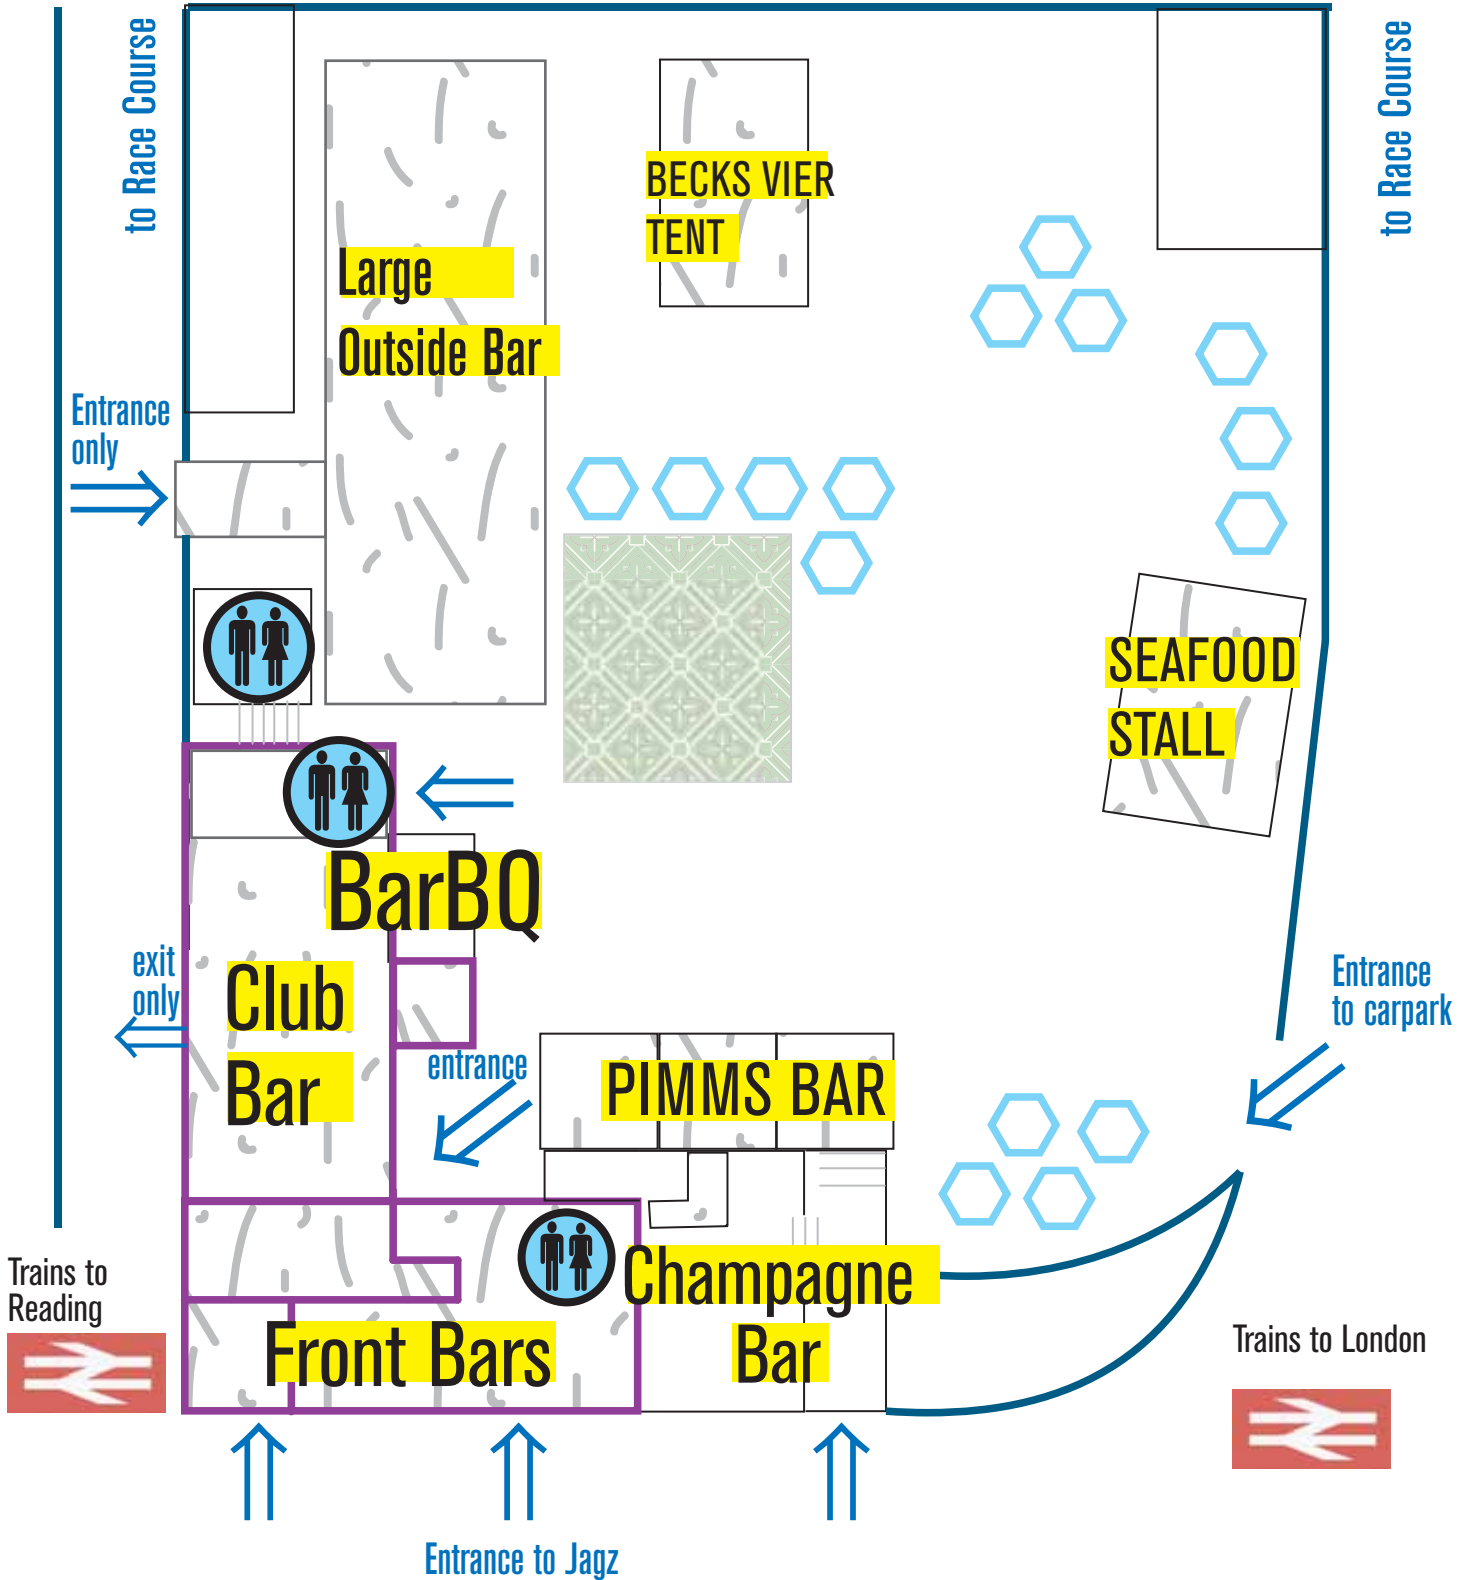 to Race Course
to Race Course
BECKS VIER
TENT
Large
Outside Bar
Entrance
only
SEAFOOD
STALL
BarBQ
exit
only
Club
Bar
Entrance
to carpark
entrance
PIMMS BAR
Trains to
Reading
Champagne
Bar
Front Bars
Trains to London
Entrance to Jagz